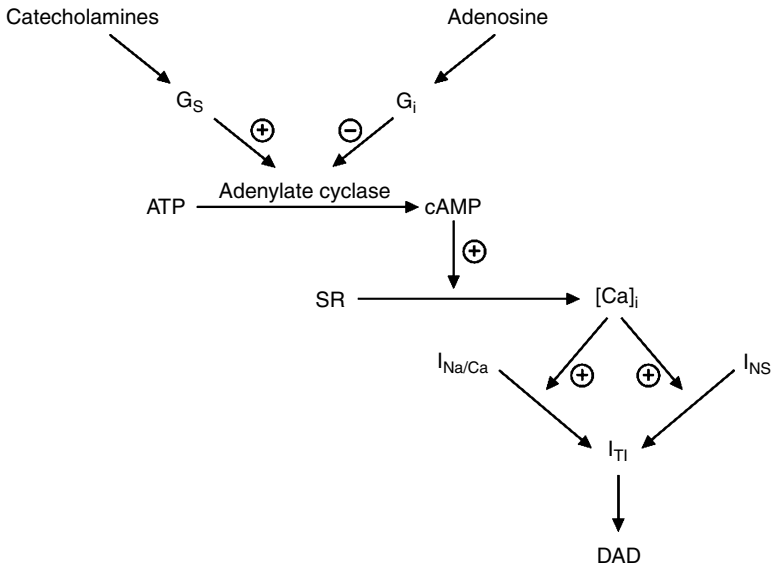 Catecholamines Adenosine
G_S G_i
+ −
Adenylate cyclase
ATP cAMP
+
SR [Ca]_i
I_Na/Ca + + I_NS
I_TI
DAD